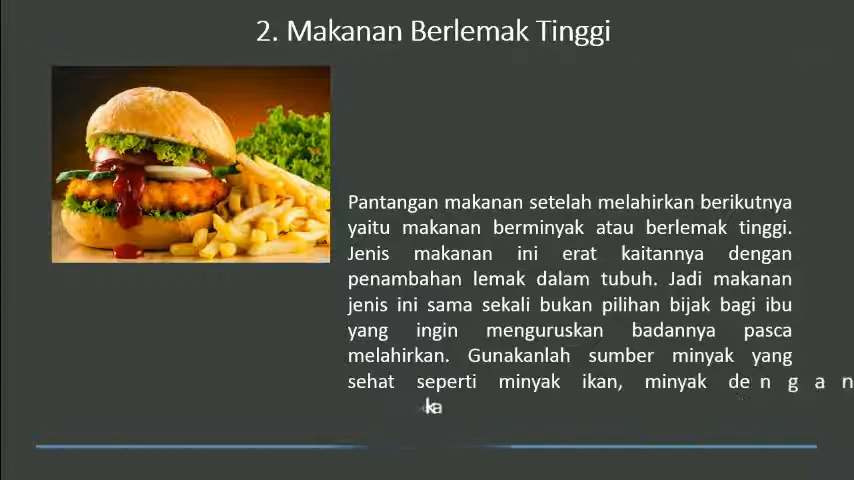 2. Makanan Berlemak Tinggi
Pantangan makanan setelah melahirkan berikutnya
yaitu makanan berminyak atau berlemak tinggi.
Jenis makanan ini erat kaitannya dengan
penambahan lemak dalam tubuh. Jadi makanan
jenis ini sama sekali bukan pilihan bijak bagi ibu
yang ingin menguruskan badannya pasca
melahirkan. Gunakanlah sumber minyak yang
sehat seperti minyak ikan, minyak dengan